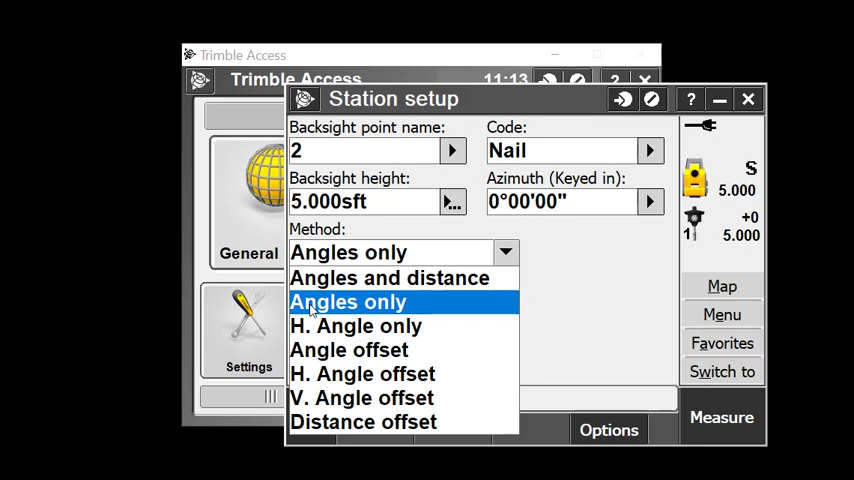 Trimble Access
Trimble Access
11:13
?
Station setup
?
Backsight point name:
Code:
2
Nail
Backsight height:
Azimuth (Keyed in):
5.000sft
0°00'00"
Method:
Angles only
Angles and distance
Angles only
H. Angle only
Angle offset
H. Angle offset
V. Angle offset
Distance offset
General
Settings
S
5.000
+0
1
5.000
Map
Menu
Favorites
Switch to
Measure
Options